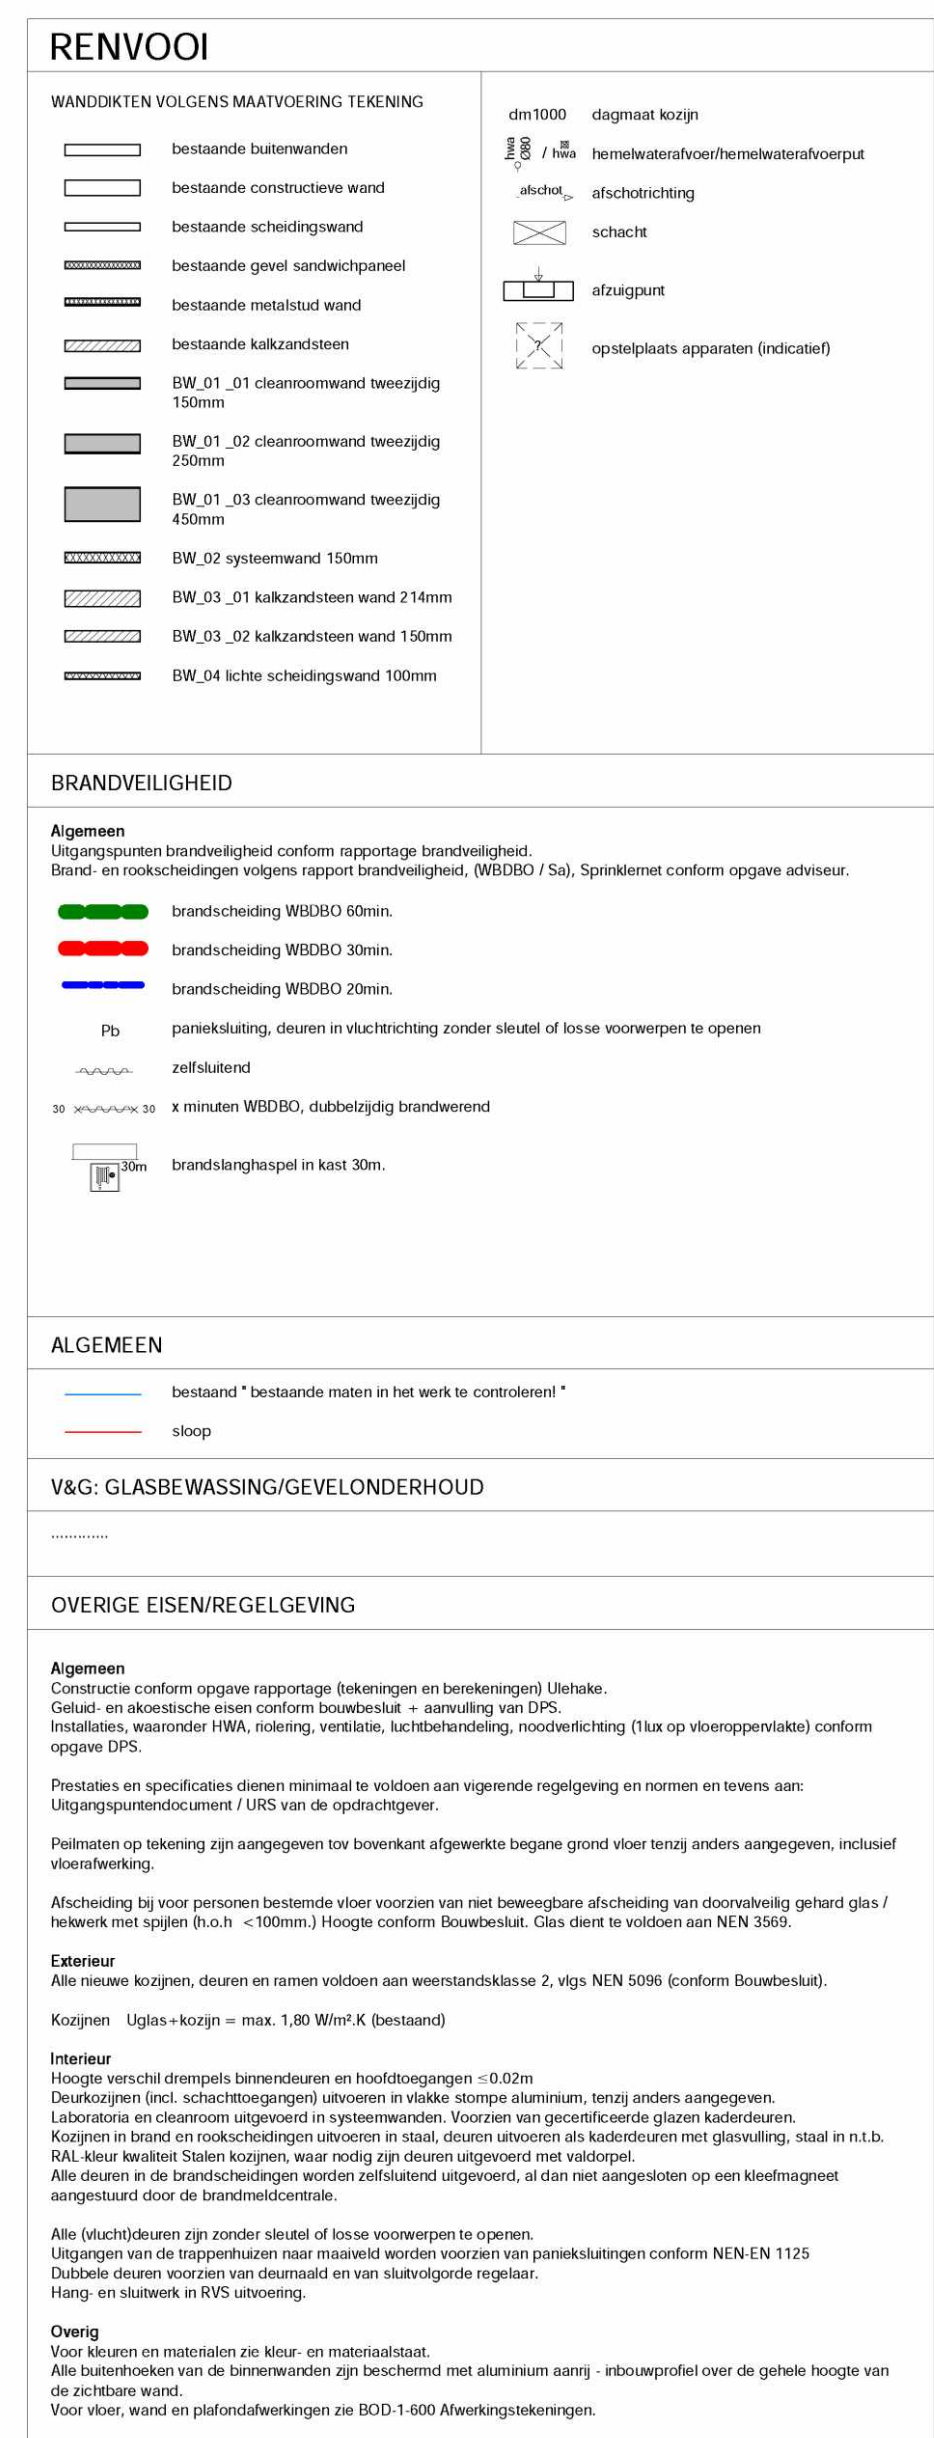 RENVOOI
WANDDIKTEN VOLGENS MAATVOERING TEKENING
bestaande buitenwanden
bestaande constructieve wand
bestaande scheidingswand
bestaande gevel sandwichpaneel
bestaande metalstud wand
bestaande kalkzandsteen
BW_01 _01 cleanroomwand tweezijdig
150mm
BW_01 _02 cleanroomwand tweezijdig
250mm
BW_01 _03 cleanroomwand tweezijdig
450mm
BW_02 systeemwand 150mm
BW_03 _01 kalkzandsteen wand 214mm
BW_03 _02 kalkzandsteen wand 150mm
BW_04 lichte scheidingswand 100mm
dm1000 dagmaat kozijn
hwa
Ø80
/ hwa hemelwaterafvoer/hemelwaterafvoerput
afschot afschotrichting
schacht
afzuigpunt
? opstelplaats apparaten (indicatief)
BRANDVEILIGHEID
Algemeen
Uitgangspunten brandveiligheid conform rapportage brandveiligheid.
Brand- en rookscheidingen volgens rapport brandveiligheid, (WBDBO / Sa), Sprinklernet conform opgave adviseur.
brandscheiding WBDBO 60min.
brandscheiding WBDBO 30min.
brandscheiding WBDBO 20min.
Pb panieksluiting, deuren in vluchtrichting zonder sleutel of losse voorwerpen te openen
zelfsluitend
30 30 x minuten WBDBO, dubbelzijdig brandwerend
30m brandslanghaspel in kast 30m.
ALGEMEEN
bestaand " bestaande maten in het werk te controleren! "
sloop
V&G: GLASBEWASSING/GEVELONDERHOUD
.............
OVERIGE EISEN/REGELGEVING
Algemeen
Constructie conform opgave rapportage (tekeningen en berekeningen) Ulehake.
Geluid- en akoestische eisen conform bouwbesluit + aanvulling van DPS.
Installaties, waaronder HWA, riolering, ventilatie, luchtbehandeling, noodverlichting (1lux op vloeroppervlakte) conform
opgave DPS.
Prestaties en specificaties dienen minimaal te voldoen aan vigerende regelgeving en normen en tevens aan:
Uitgangspuntendocument / URS van de opdrachtgever.
Peilmaten op tekening zijn aangegeven tov bovenkant afgewerkte begane grond vloer tenzij anders aangegeven, inclusief
vloerafwerking.
Afscheiding bij voor personen bestemde vloer voorzien van niet beweegbare afscheiding van doorvalveilig gehard glas /
hekwerk met spijlen (h.o.h <100mm.) Hoogte conform Bouwbesluit. Glas dient te voldoen aan NEN 3569.
Exterieur
Alle nieuwe kozijnen, deuren en ramen voldoen aan weerstandsklasse 2, vlgs NEN 5096 (conform Bouwbesluit).
Kozijnen Uglas+kozijn = max. 1,80 W/m².K (bestaand)
Interieur
Hoogte verschil drempels binnendeuren en hoofdtoegangen ≤0.02m
Deurkozijnen (incl. schachttoegangen) uitvoeren in vlakke stompe aluminium, tenzij anders aangegeven.
Laboratoria en cleanroom uitgevoerd in systeemwanden. Voorzien van gecertificeerde glazen kaderdeuren.
Kozijnen in brand en rookscheidingen uitvoeren in staal, deuren uitvoeren als kaderdeuren met glasvulling, staal in n.t.b.
RAL-kleur kwaliteit Stalen kozijnen, waar nodig zijn deuren uitgevoerd met valdorpel.
Alle deuren in de brandscheidingen worden zelfsluitend uitgevoerd, al dan niet aangesloten op een kleefmagneet
aangestuurd door de brandmeldcentrale.
Alle (vlucht)deuren zijn zonder sleutel of losse voorwerpen te openen.
Uitgangen van de trappenhuizen naar maaiveld worden voorzien van panieksluitingen conform NEN-EN 1125
Dubbele deuren voorzien van deurnaald en van sluitvolgorde regelaar.
Hang- en sluitwerk in RVS uitvoering.
Overig
Voor kleuren en materialen zie kleur- en materiaalstaat.
Alle buitenhoeken van de binnenwanden zijn beschermd met aluminium aanrij - inbouwprofiel over de gehele hoogte van
de zichtbare wand.
Voor vloer, wand en plafondafwerkingen zie BOD-1-600 Afwerkingstekeningen.